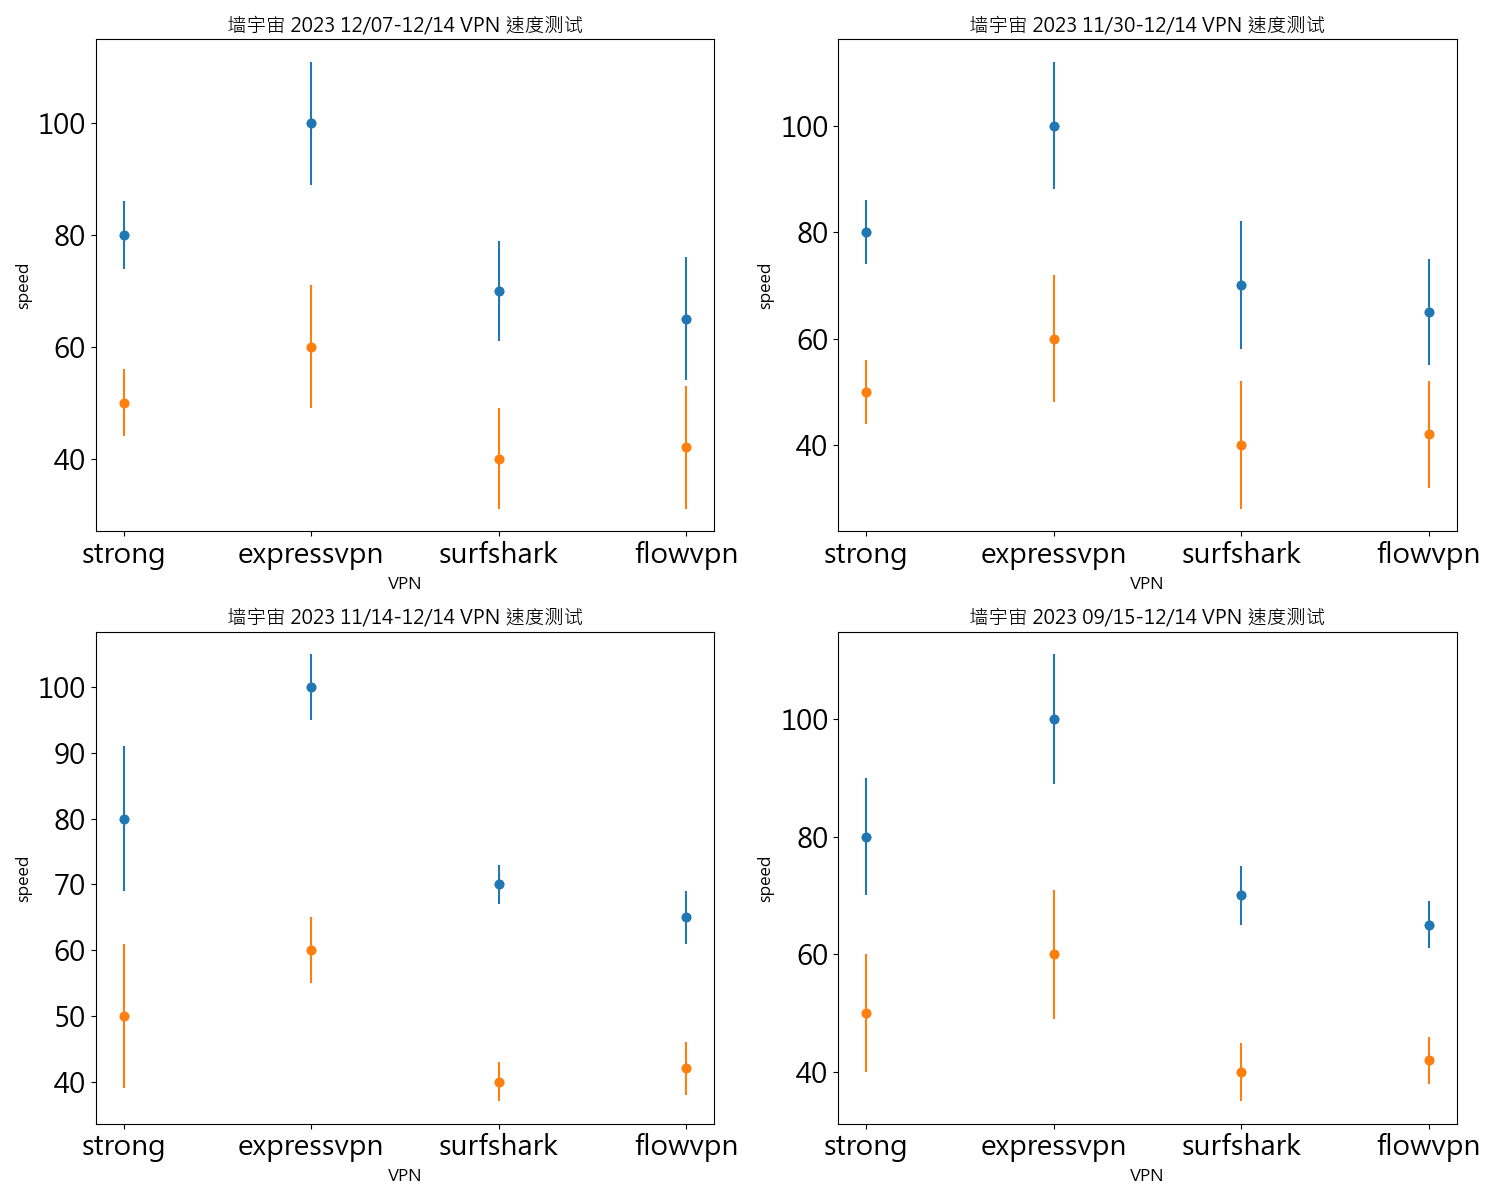 墙宇宙 2023 12/07-12/14 VPN 速度测试
100
80
60
40
speed
strong expressvpn surfshark flowvpn
VPN
墙宇宙 2023 11/30-12/14 VPN 速度测试
100
80
60
40
speed
strong expressvpn surfshark flowvpn
VPN
墙宇宙 2023 11/14-12/14 VPN 速度测试
100
90
80
70
60
50
40
speed
strong expressvpn surfshark flowvpn
VPN
墙宇宙 2023 09/15-12/14 VPN 速度测试
100
80
60
40
speed
strong expressvpn surfshark flowvpn
VPN